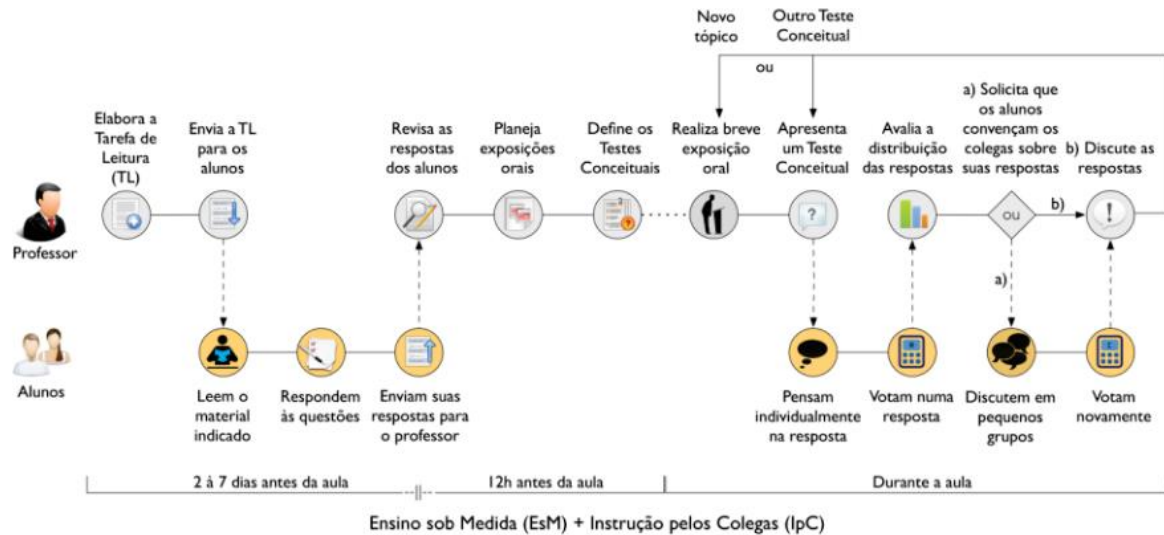 Novo
tópico
Outro Teste
Conceitual
ou
Elabora a
Tarefa de
Leitura
(TL)
Envia a TL
para os
alunos
Revisa as
respostas
dos alunos
Planeja
exposições
orais
Define os
Testes
Conceituais
Realiza breve
exposição
oral
Apresenta
um Teste
Conceitual
Avalia a
distribuição
das respostas
a) Solicita que
os alunos
convençam os
colegas sobre
suas respostas
b) Discute as
respostas
?
ou
b)
!
Professor
a)
Alunos
Leem o
material
indicado
Respondem
às questões
Enviam suas
respostas para
o professor
Pensam
individualmente
na resposta
Votam numa
resposta
Discutem em
pequenos
grupos
Votam
novamente
2 à 7 dias antes da aula
12h antes da aula
Durante a aula
Ensino sob Medida (EsM) + Instrução pelos Colegas (IpC)